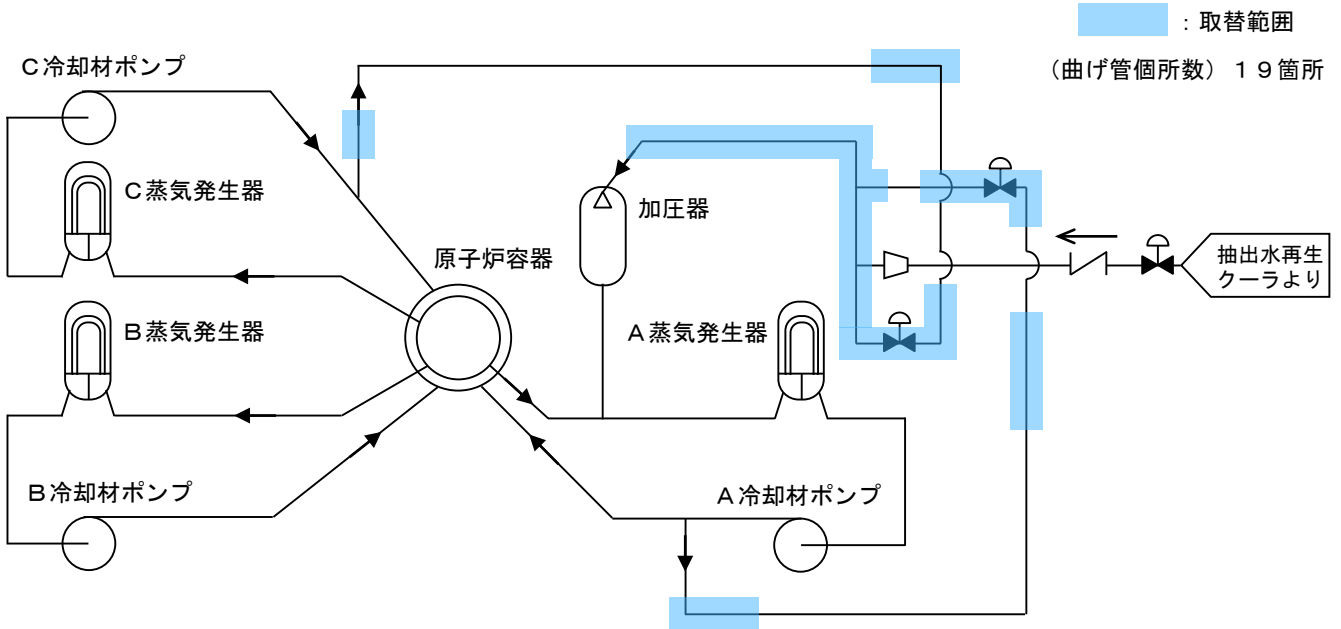 ：取替範囲
（曲げ管個所数）１９箇所
Ｃ冷却材ポンプ
Ｃ蒸気発生器
加圧器
原子炉容器
抽出水再生
クーラより
Ｂ蒸気発生器
Ａ蒸気発生器
Ｂ冷却材ポンプ
Ａ冷却材ポンプ